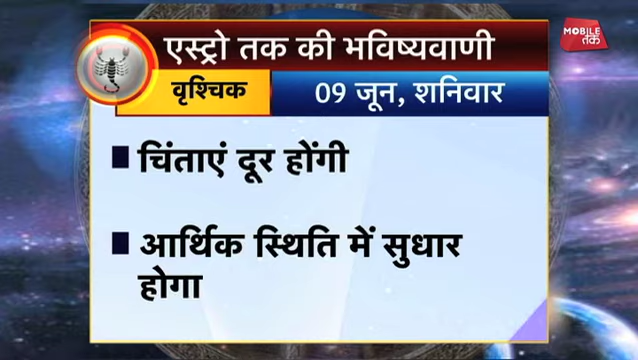 MOBILE
तक
एस्ट्रो तक की भविष्यवाणी
वृश्चिक
09 जून, शनिवार
चिंताएं दूर होंगी
आर्थिक स्थिति में सुधार
होगा